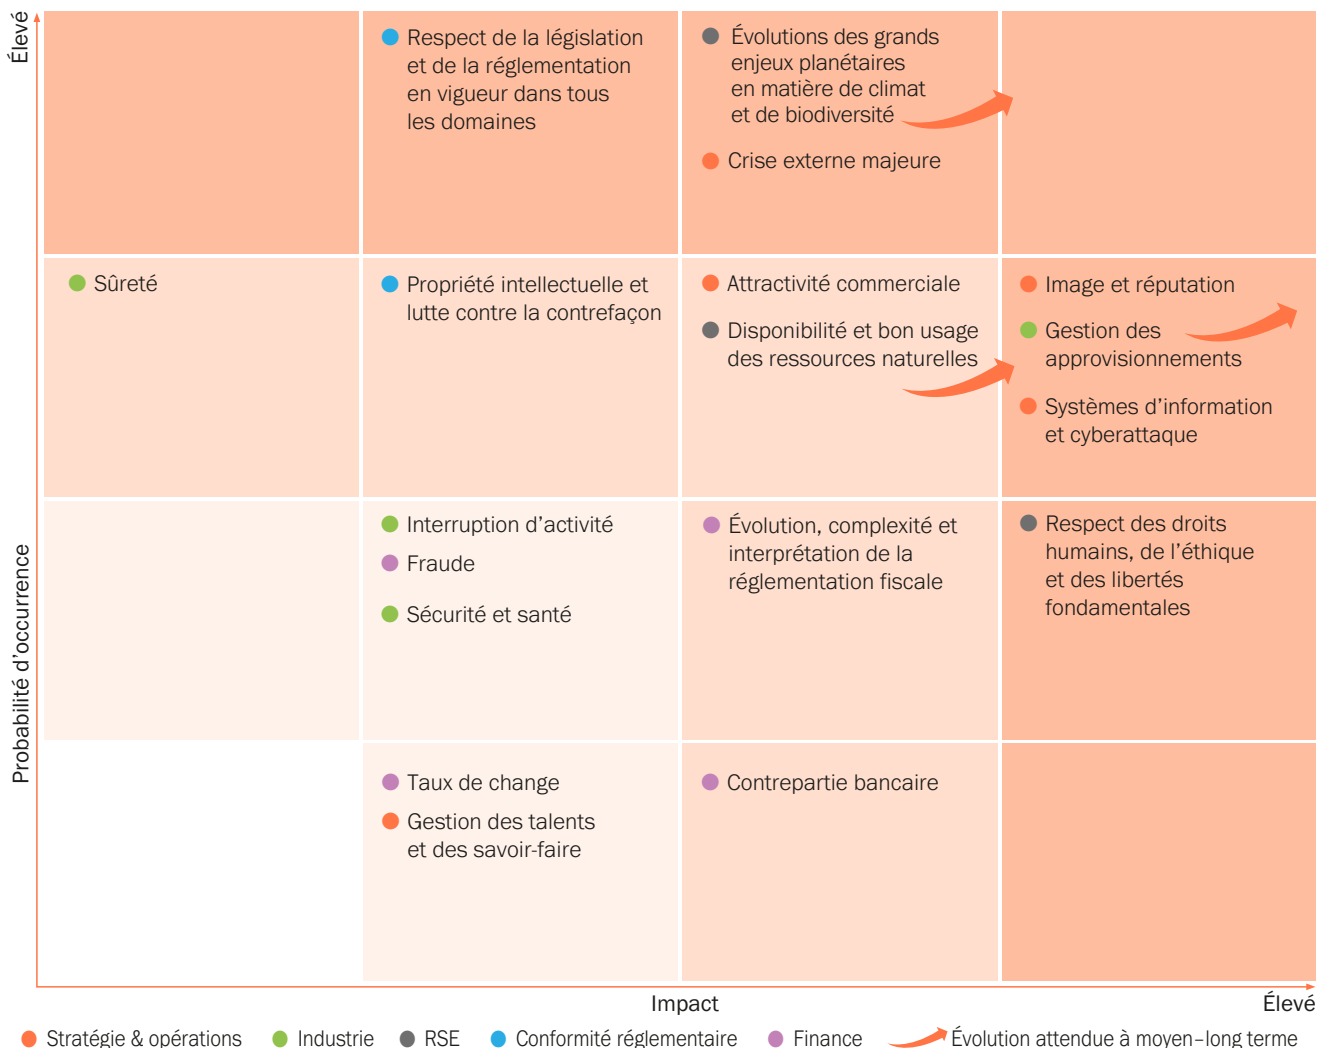 Élevé
Probabilité d'occurrence
Respect de la législation
et de la réglementation
en vigueur dans tous
les domaines
Évolutions des grands
enjeux planétaires
en matière de climat
et de biodiversité
Crise externe majeure
Sûreté
Propriété intellectuelle et
lutte contre la contrefaçon
Attractivité commerciale
Disponibilité et bon usage
des ressources naturelles
Image et réputation
Gestion des
approvisionnements
Systèmes d'information
et cyberattaque
Interruption d'activité
Fraude
Sécurité et santé
Évolution, complexité et
interprétation de la
réglementation fiscale
Respect des droits
humains, de l'éthique
et des libertés
fondamentales
Taux de change
Gestion des talents
et des savoir-faire
Contrepartie bancaire
Impact
Élevé
Stratégie & opérations
Industrie
RSE
Conformité réglementaire
Finance
Évolution attendue à moyen–long terme